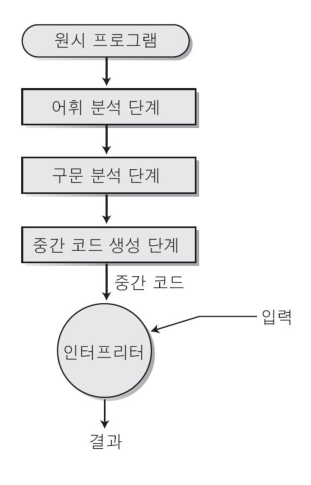 원시 프로그램
어휘 분석 단계
구문 분석 단계
중간 코드 생성 단계
중간 코드
입력
인터프리터
결과